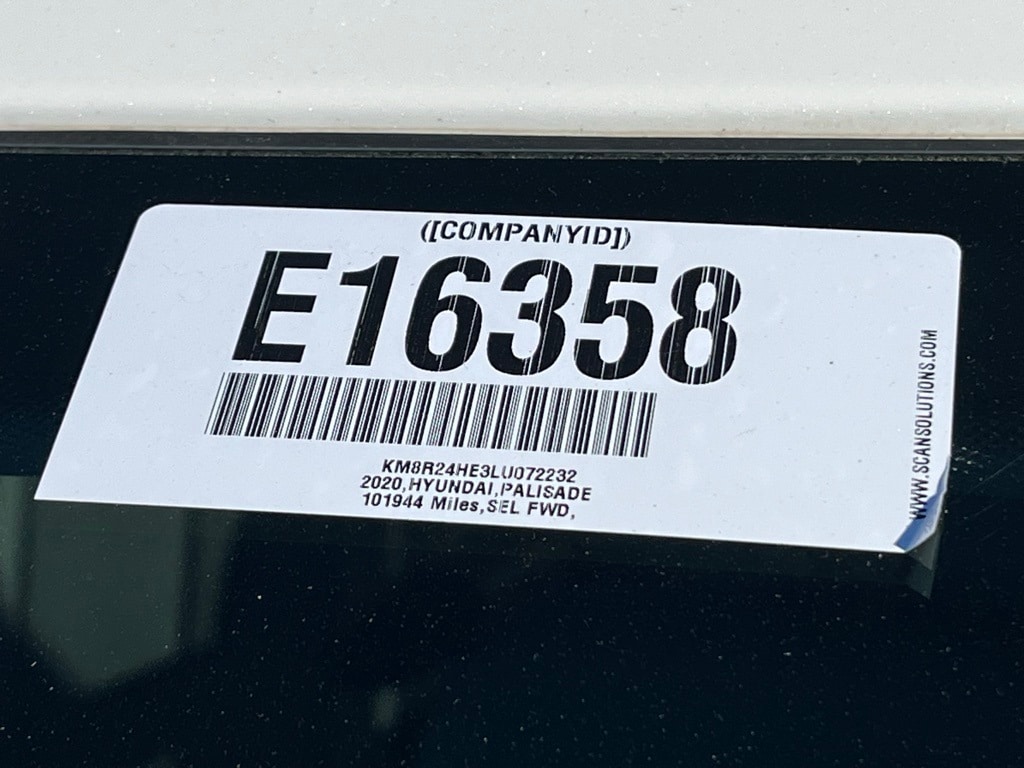 ([COMPANYID])
E16358
KM8R24HE3LU072232
2020,HYUNDAI,PALISADE
101944 Miles,SEL FWD,
WWW.SCANSOLUTIONS.COM